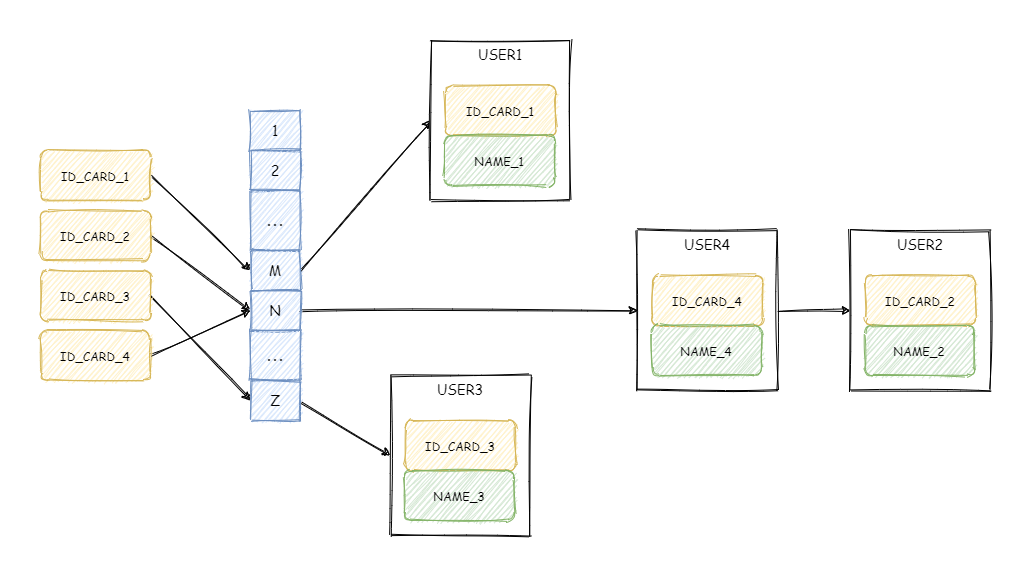 ID_CARD_1
ID_CARD_2
ID_CARD_3
ID_CARD_4
1
2
...
M
N
...
Z
USER1
ID_CARD_1
NAME_1
USER4
ID_CARD_4
NAME_4
USER2
ID_CARD_2
NAME_2
USER3
ID_CARD_3
NAME_3